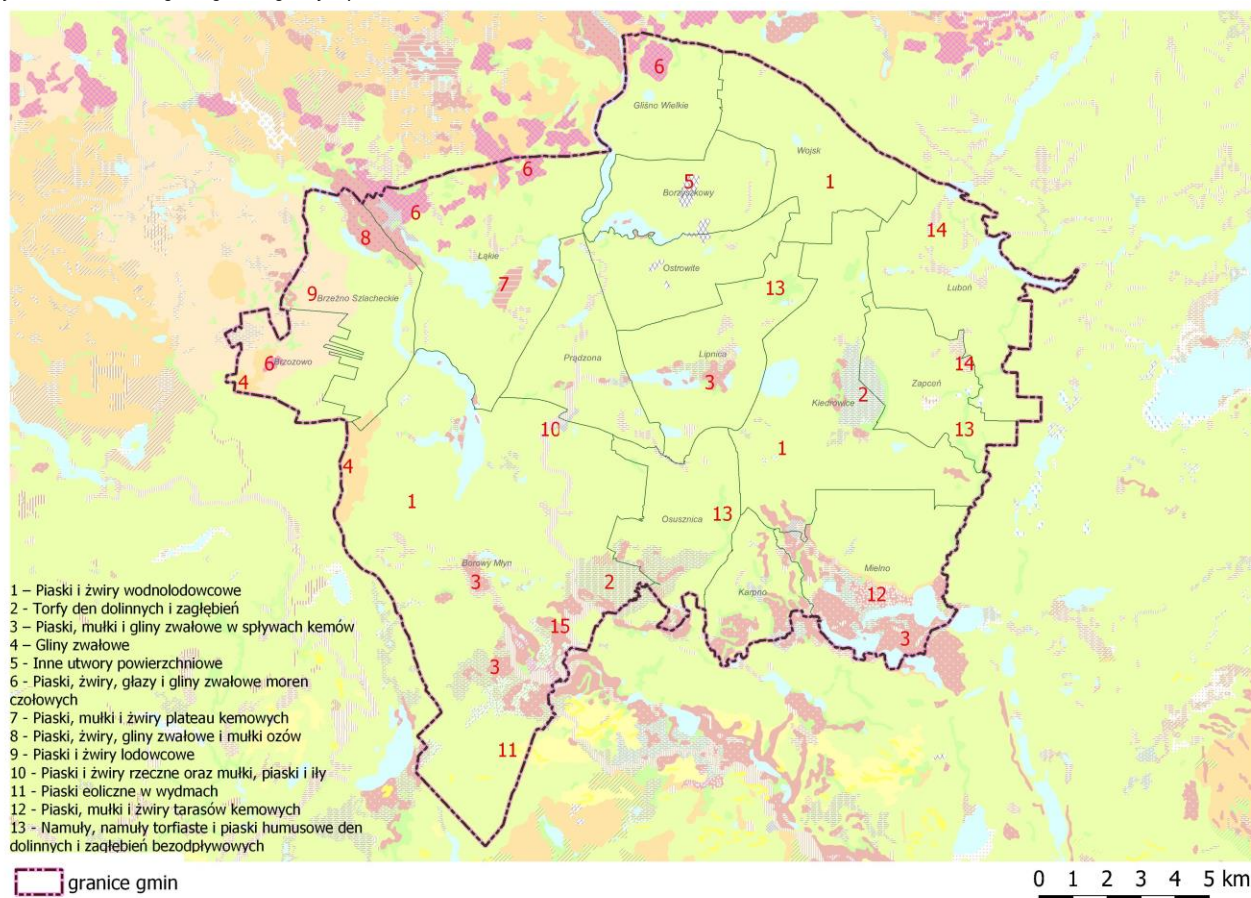 6
Gliśno Wielkie
Wojsk
6
5
1
Borzyszkowy
6
14
8
Łąkie
Ostrowite
7
13
Luboń
9
Brzeźno Szlacheckie
Prądzona
Lipnica
14
6
Brzozowo
4
3
Zapceń
2
Kiedrowice
10
13
4
1
1
13
Osusznica
Borowy Młyn
Mielno
3
2
Karpno
12
15
3
3
11
1 – Piaski i żwiry wodnolodowcowe
2 - Torfy den dolinnych i zagłębień
3 – Piaski, mułki i gliny zwałowe w spływach kemów
4 – Gliny zwałowe
5 - Inne utwory powierzchniowe
6 - Piaski, żwiry, głazy i gliny zwałowe moren
czołowych
7 - Piaski, mułki i żwiry plateau kemowych
8 - Piaski, żwiry, gliny zwałowe i mułki ozów
9 - Piaski i żwiry lodowcowe
10 - Piaski i żwiry rzeczne oraz mułki, piaski i iły
11 - Piaski eoliczne w wydmach
12 - Piaski, mułki i żwiry tarasów kemowych
13 - Namuły, namuły torfiaste i piaski humusowe den
dolinnych i zagłębień bezodpływowych
granice gmin
0 1 2 3 4 5 km